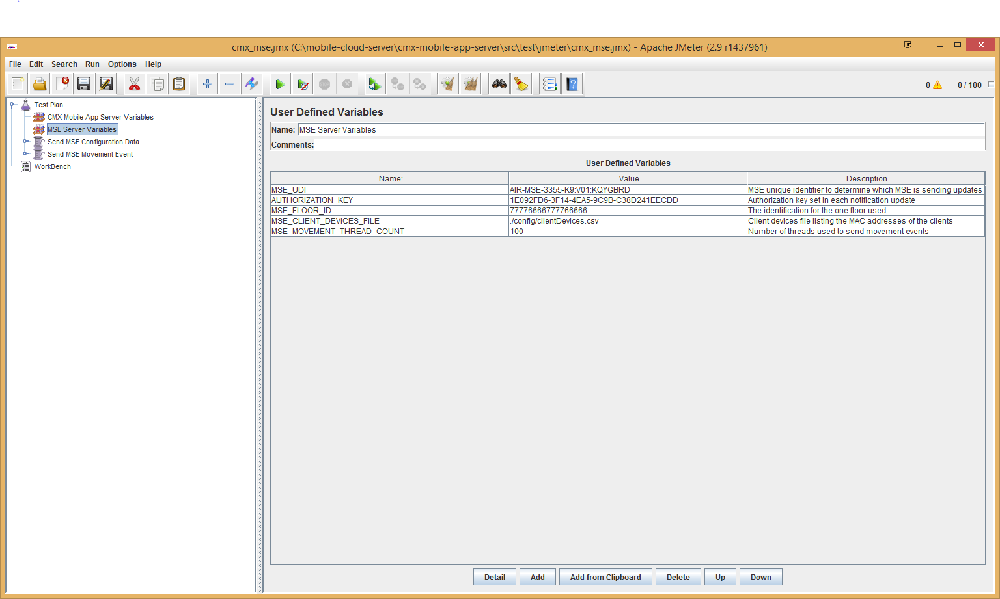 cmx_mse.jmx (C:\mobile-cloud-server\cmx-mobile-app-server\src\test\jmeter\cmx_mse.jmx) - Apache JMeter (2.9 r1437961)
File Edit Search Run Options Help
0 0 / 100
Test Plan
CMX Mobile App Server Variables
MSE Server Variables
Send MSE Configuration Data
Send MSE Movement Event
WorkBench
User Defined Variables
Name: MSE Server Variables
Comments:
User Defined Variables
Name: Value Description
MSE_UDI AIR-MSE-3355-K9:V01:KQYGBRD MSE unique identifier to determine which MSE is sending updates
AUTHORIZATION_KEY 1E092FD6-3F14-4EA5-9C9B-C38D241EECDD Authorization key set in each notification update
MSE_FLOOR_ID 77776666777766666 The identification for the one floor used
MSE_CLIENT_DEVICES_FILE ./config/clientDevices.csv Client devices file listing the MAC addresses of the clients
MSE_MOVEMENT_THREAD_COUNT 100 Number of threads used to send movement events
Detail Add Add from Clipboard Delete Up Down